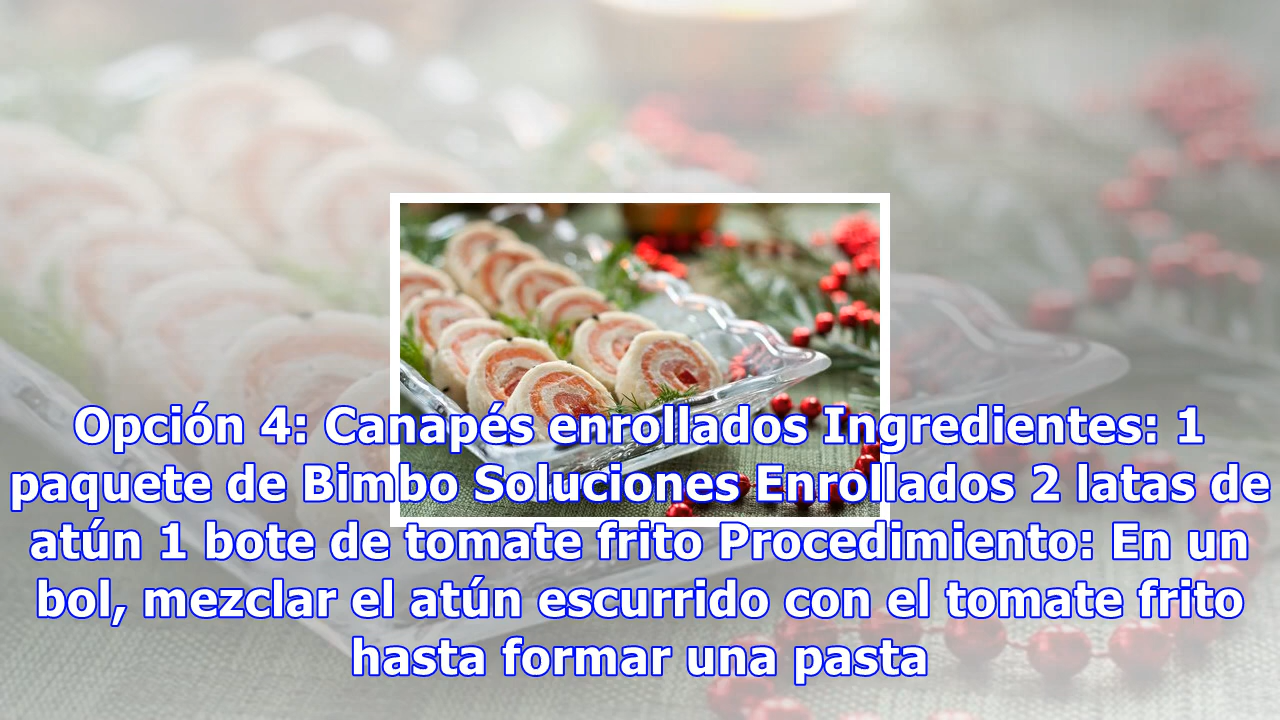 Opción 4: Canapés enrollados Ingredientes: 1
paquete de Bimbo Soluciones Enrollados 2 latas de
atún 1 bote de tomate frito Procedimiento: En un
bol, mezclar el atún escurrido con el tomate frito
hasta formar una pasta